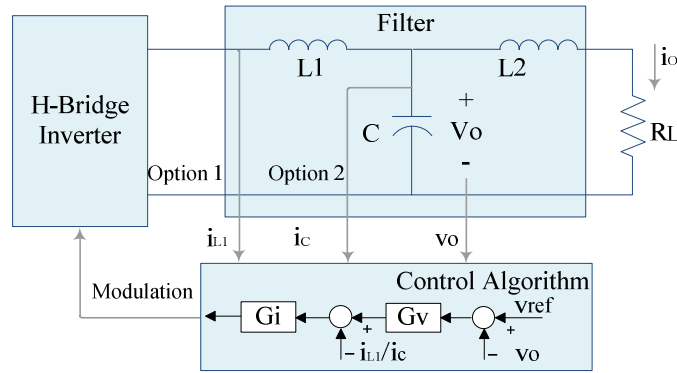 Filter
L1
L2
iO
H-Bridge
Inverter
C
+
Vo
-
RL
Option 1
Option 2
iL1
iC
vo
Modulation
Control Algorithm
Gi
Gv
vref
+
+
− iL1/ic
− vo